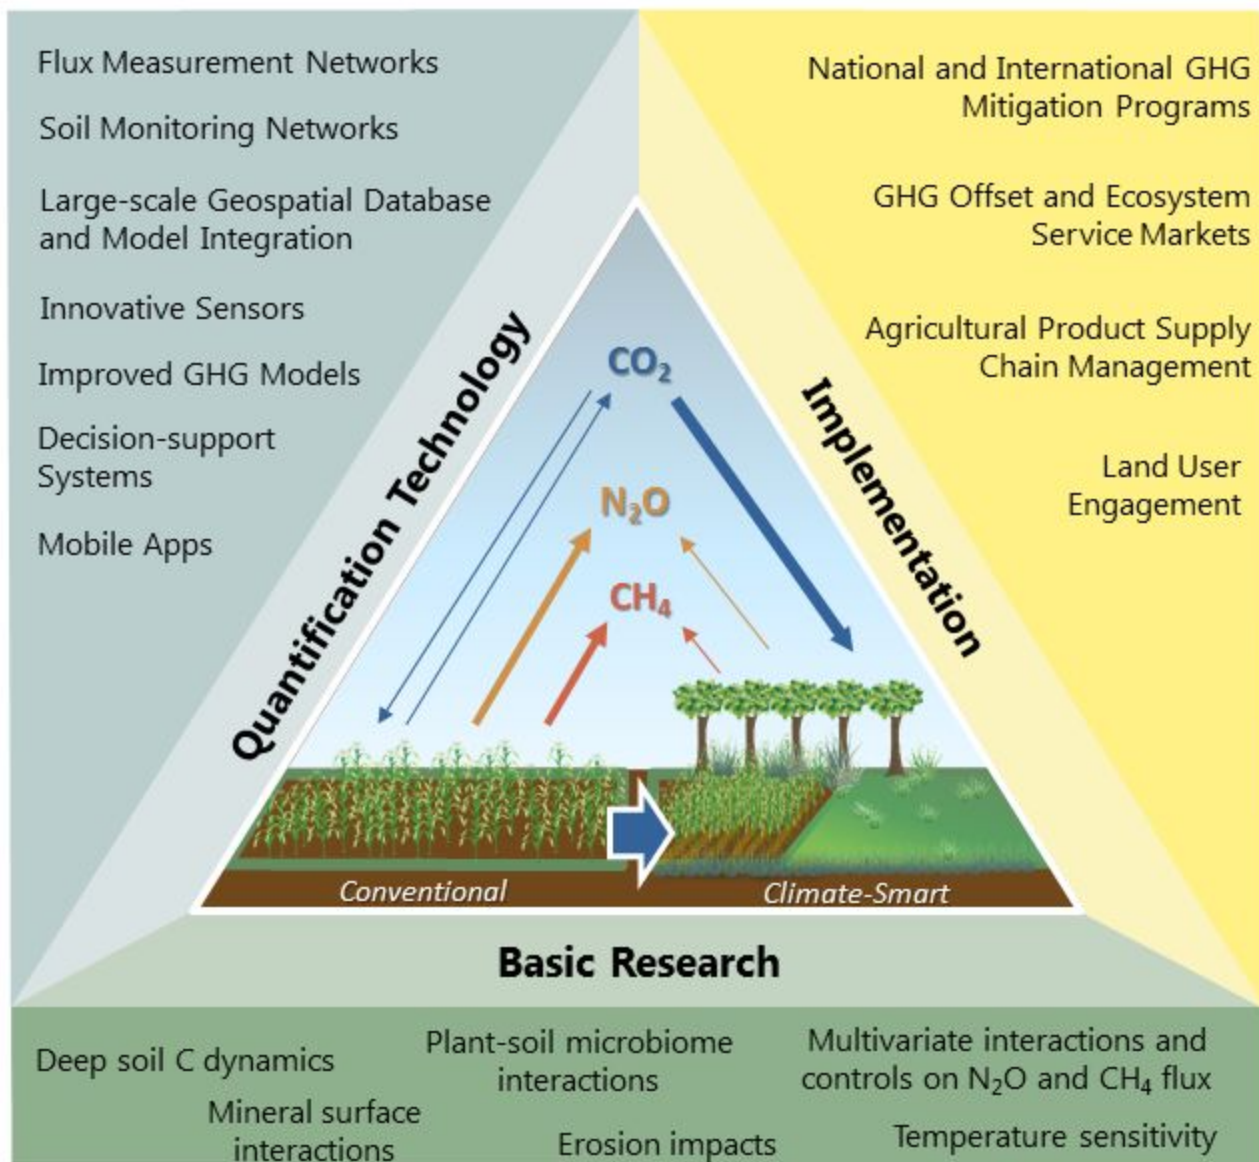 Flux Measurement Networks
Soil Monitoring Networks
Large-scale Geospatial Database
and Model Integration
Innovative Sensors
Improved GHG Models
Decision-support
Systems
Mobile Apps
Quantification Technology
National and International GHG
Mitigation Programs
GHG Offset and Ecosystem
Service Markets
Agricultural Product Supply
Chain Management
Land User
Engagement
Implementation
CO₂
N₂O
CH₄
Conventional
Climate-Smart
Basic Research
Deep soil C dynamics
Mineral surface
interactions
Plant-soil microbiome
interactions
Erosion impacts
Multivariate interactions and
controls on N₂O and CH₄ flux
Temperature sensitivity